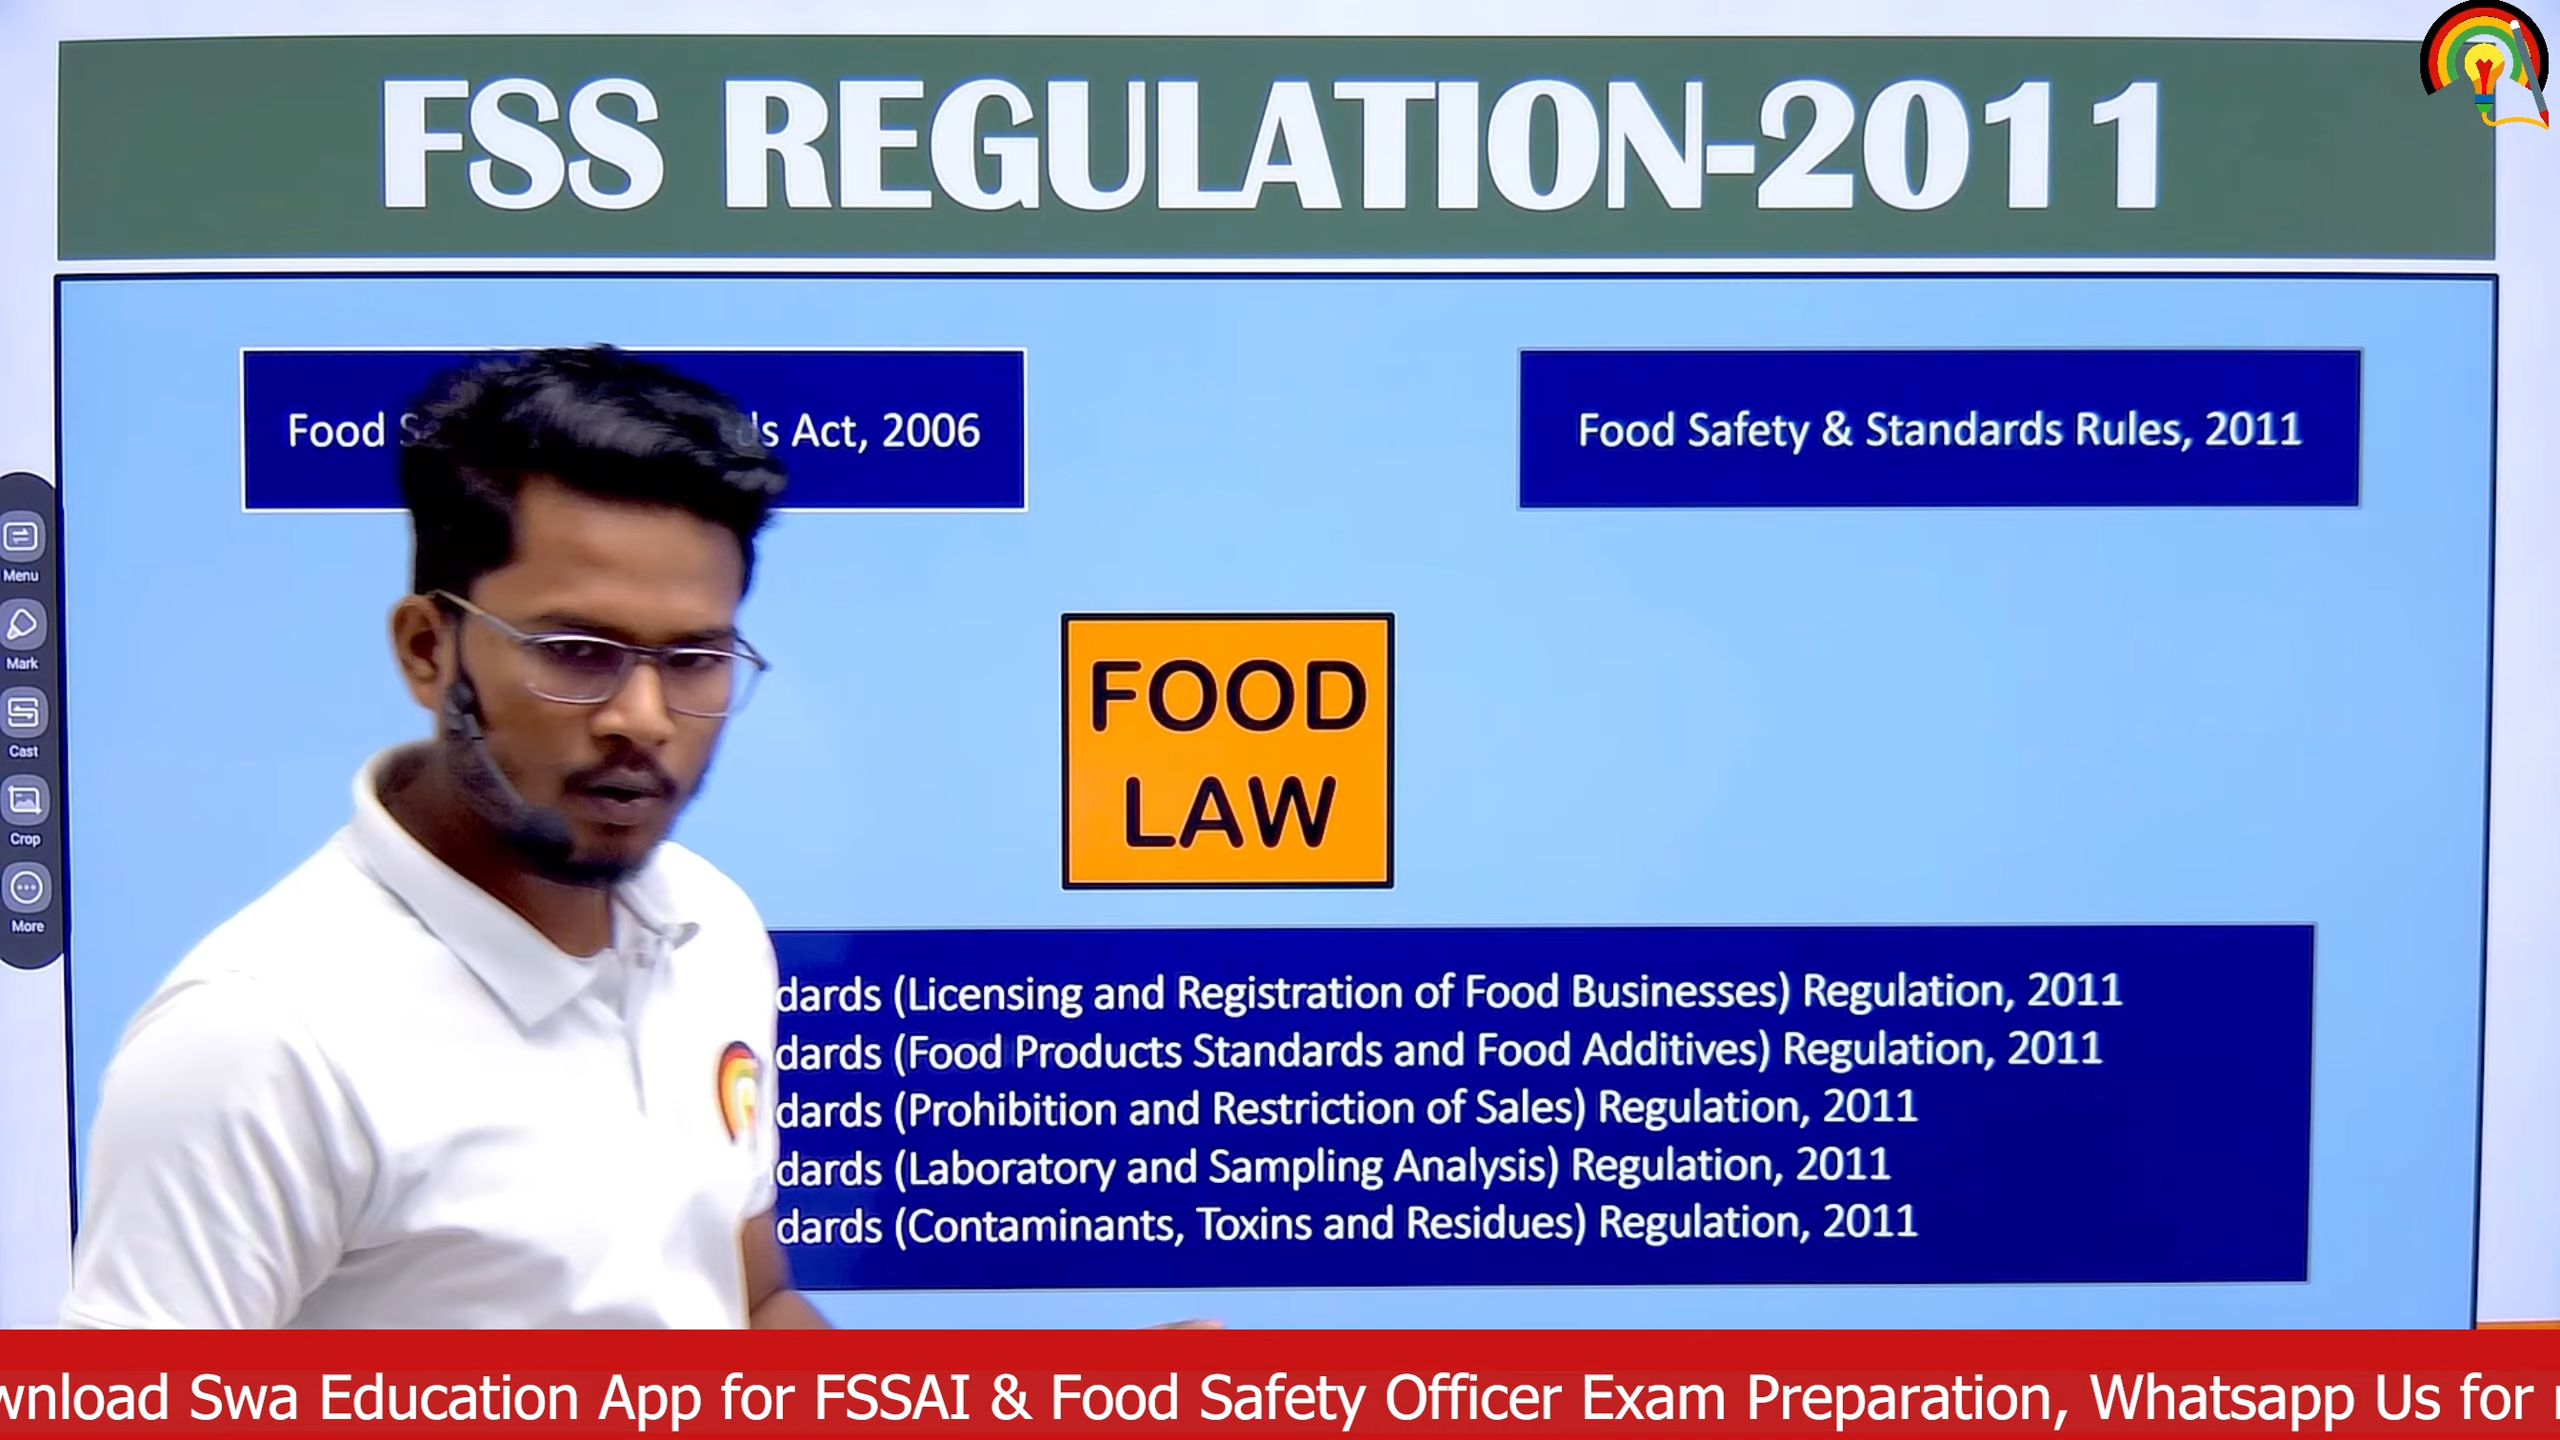 FSS REGULATION-2011
Food ds Act, 2006
Food Safety & Standards Rules, 2011
Menu
Mark
Cast
Crop
More
FOOD
LAW
dards (Licensing and Registration of Food Businesses) Regulation, 2011
dards (Food Products Standards and Food Additives) Regulation, 2011
dards (Prohibition and Restriction of Sales) Regulation, 2011
dards (Laboratory and Sampling Analysis) Regulation, 2011
dards (Contaminants, Toxins and Residues) Regulation, 2011
wnload Swa Education App for FSSAI & Food Safety Officer Exam Preparation, Whatsapp Us for